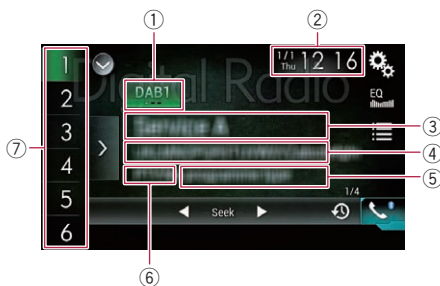 ① ②
Digital Radio
1/1 Thu 12 16
1
2
3
4
5
6
DAB1
EQ
③
④
⑤
⑥
⑦
1/4
Seek